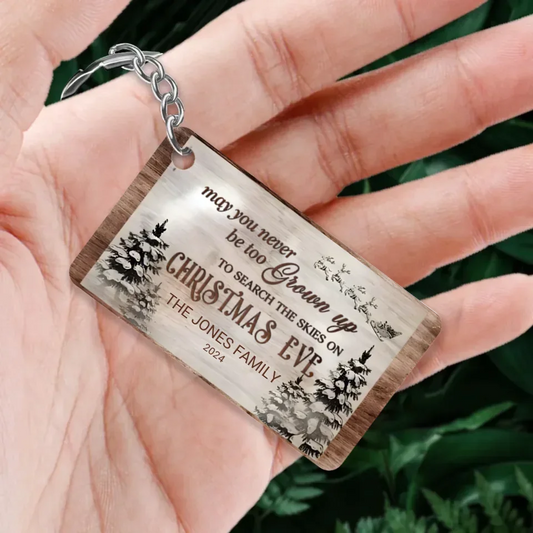 may you never
be too Grown up
TO SEARCH THE SKIES ON
CHRISTMAS EVE
THE JONES FAMILY
2024